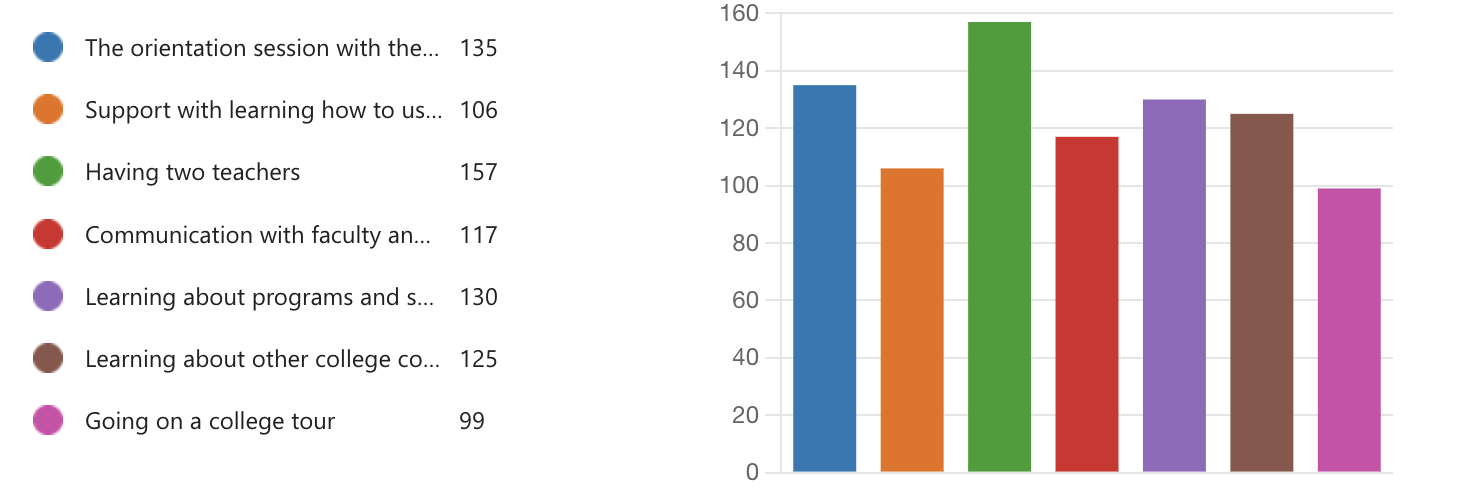 The orientation session with the... 135
Support with learning how to us... 106
Having two teachers 157
Communication with faculty an... 117
Learning about programs and s... 130
Learning about other college co... 125
Going on a college tour 99
160
140
120
100
80
60
40
20
0